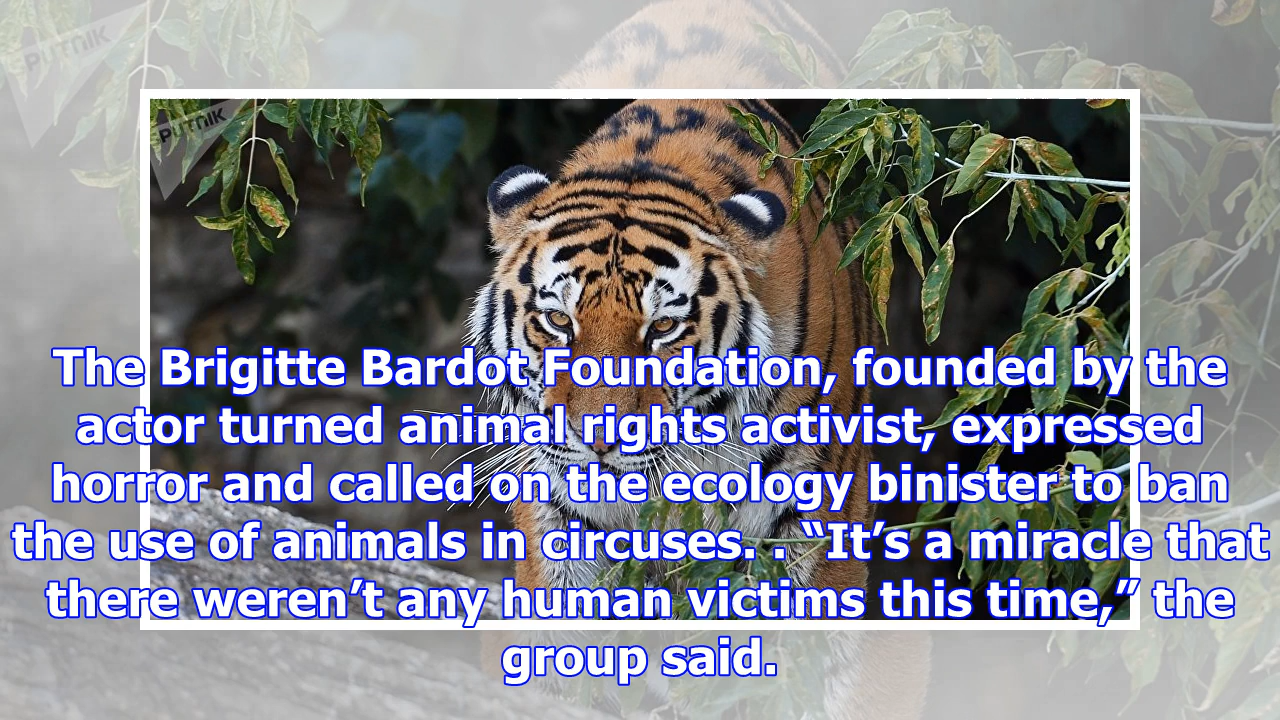 PUTNIK
PUTNIK
The Brigitte Bardot Foundation, founded by the
actor turned animal rights activist, expressed
horror and called on the ecology binister to ban
the use of animals in circuses. . “It’s a miracle that
there weren’t any human victims this time,” the
group said.